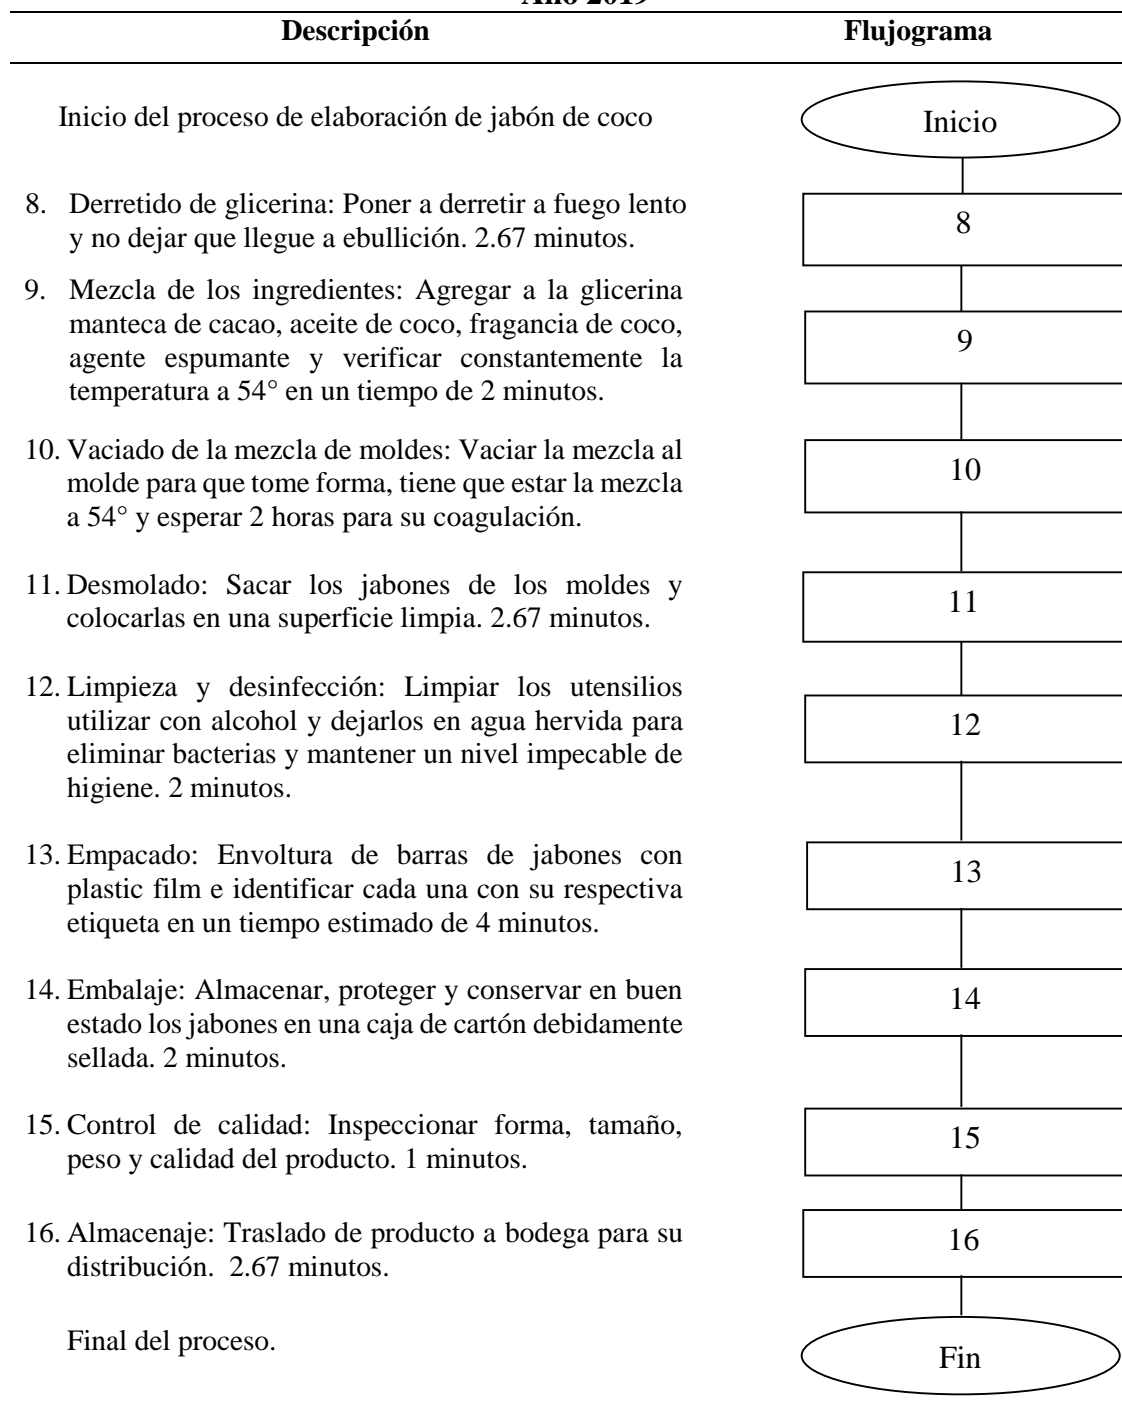 Año 2019
Descripción Flujograma
Inicio del proceso de elaboración de jabón de coco
Inicio
8. Derretido de glicerina: Poner a derretir a fuego lento
y no dejar que llegue a ebullición. 2.67 minutos.
8
9. Mezcla de los ingredientes: Agregar a la glicerina
manteca de cacao, aceite de coco, fragancia de coco,
agente espumante y verificar constantemente la
temperatura a 54° en un tiempo de 2 minutos.
9
10. Vaciado de la mezcla de moldes: Vaciar la mezcla al
molde para que tome forma, tiene que estar la mezcla
a 54° y esperar 2 horas para su coagulación.
10
11. Desmolado: Sacar los jabones de los moldes y
colocarlas en una superficie limpia. 2.67 minutos.
11
12. Limpieza y desinfección: Limpiar los utensilios
utilizar con alcohol y dejarlos en agua hervida para
eliminar bacterias y mantener un nivel impecable de
higiene. 2 minutos.
12
13. Empacado: Envoltura de barras de jabones con
plastic film e identificar cada una con su respectiva
etiqueta en un tiempo estimado de 4 minutos.
13
14. Embalaje: Almacenar, proteger y conservar en buen
estado los jabones en una caja de cartón debidamente
sellada. 2 minutos.
14
15. Control de calidad: Inspeccionar forma, tamaño,
peso y calidad del producto. 1 minutos.
15
16. Almacenaje: Traslado de producto a bodega para su
distribución. 2.67 minutos.
16
Final del proceso.
Fin